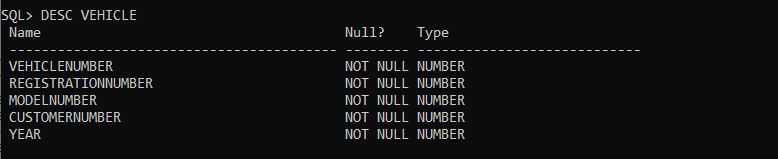 SQL> DESC VEHICLE
Name Null? Type
----------------------------------------- -------- ----------------------------
VEHICLENUMBER NOT NULL NUMBER
REGISTRATIONNUMBER NOT NULL NUMBER
MODELNUMBER NOT NULL NUMBER
CUSTOMERNUMBER NOT NULL NUMBER
YEAR NOT NULL NUMBER